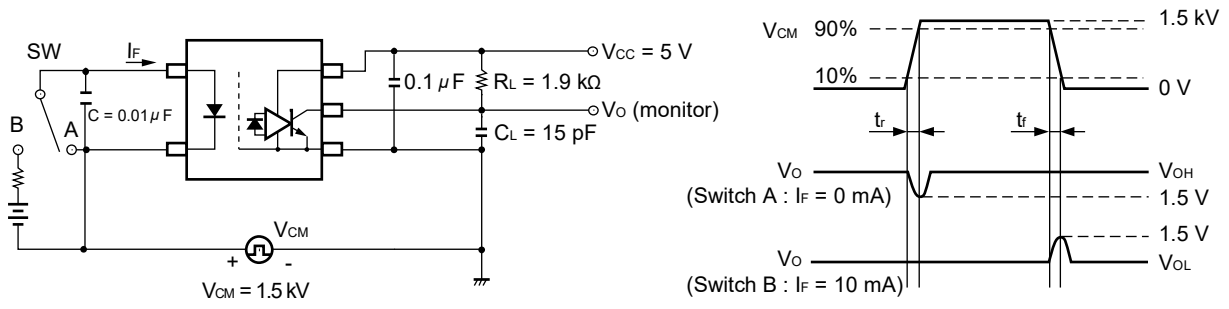 SW
IF
VCC = 5 V
0.1 μF
RL = 1.9 kΩ
C = 0.01μF
VO (monitor)
B
A
CL = 15 pF
VCM
+
-
VCM = 1.5 kV
VCM 90%
1.5 kV
10%
0 V
tr
tf
VO
VOH
(Switch A : IF = 0 mA)
1.5 V
1.5 V
VO
VOL
(Switch B : IF = 10 mA)